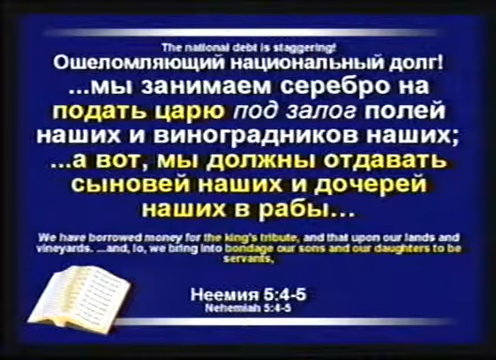 The national debt is staggering!
Ошеломляющий национальный долг!
...мы занимаем серебро на
подать царю под залог полей
наших и виноградников наших;
...а вот, мы должны отдавать
сыновей наших и дочерей
наших в рабы...
We have borrowed money for the king's tribute, and that upon our lands and
vineyards. ...and, lo, we bring into bondage our sons and our daughters to be
servants,
Неемия 5:4-5
Nehemiah 5:4-5